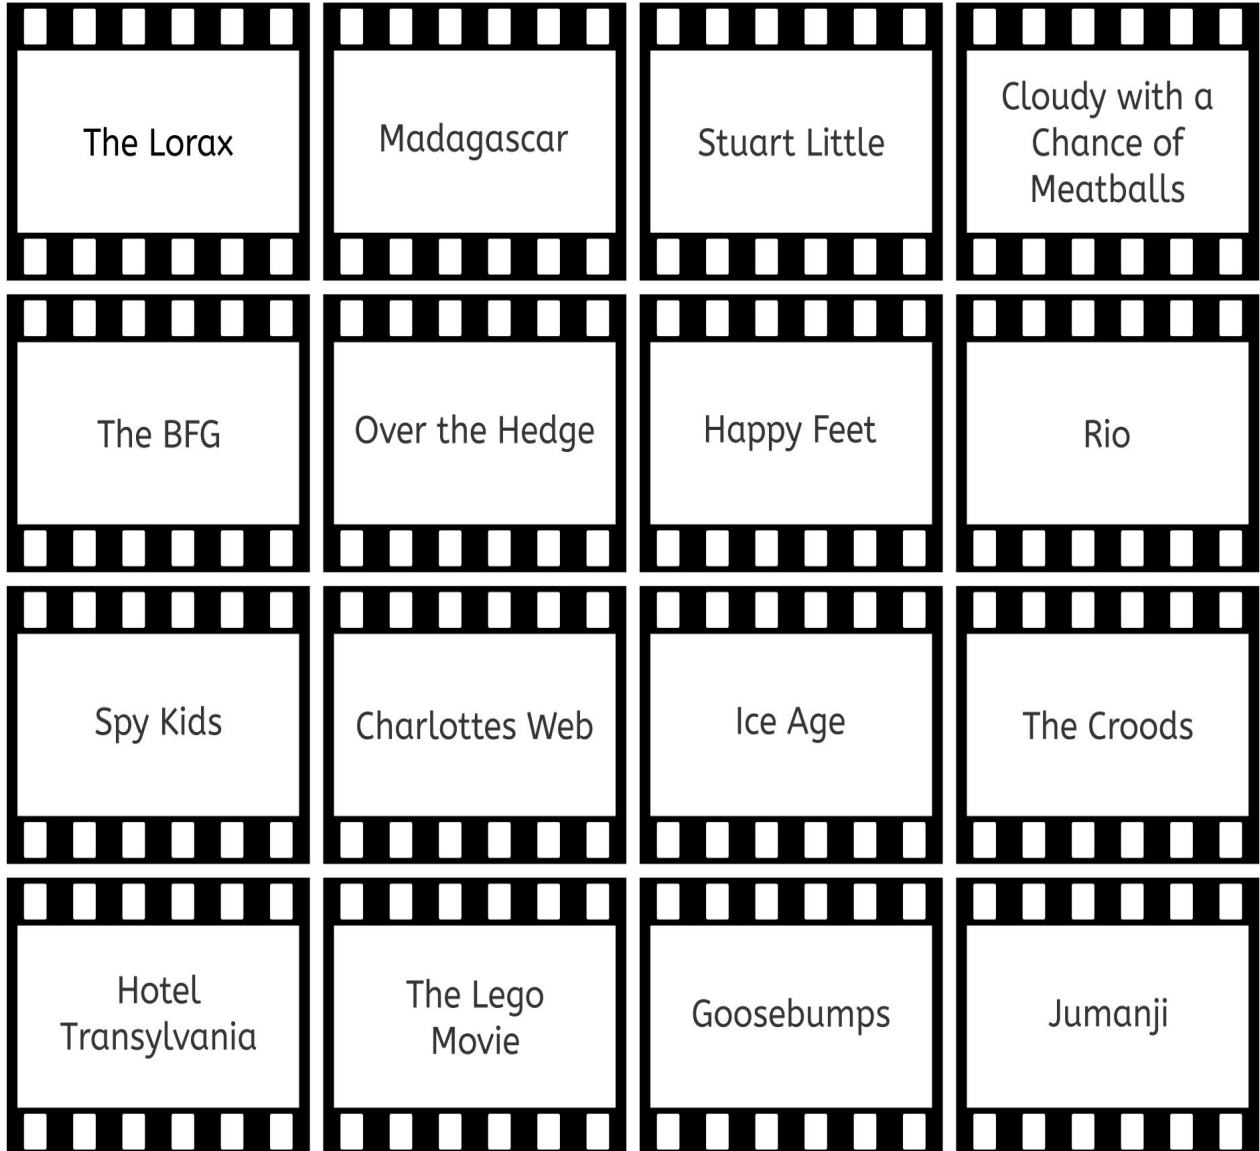 The Lorax
Madagascar
Stuart Little
Cloudy with a
Chance of
Meatballs
The BFG
Over the Hedge
Happy Feet
Rio
Spy Kids
Charlottes Web
Ice Age
The Croods
Hotel
Transylvania
The Lego
Movie
Goosebumps
Jumanji